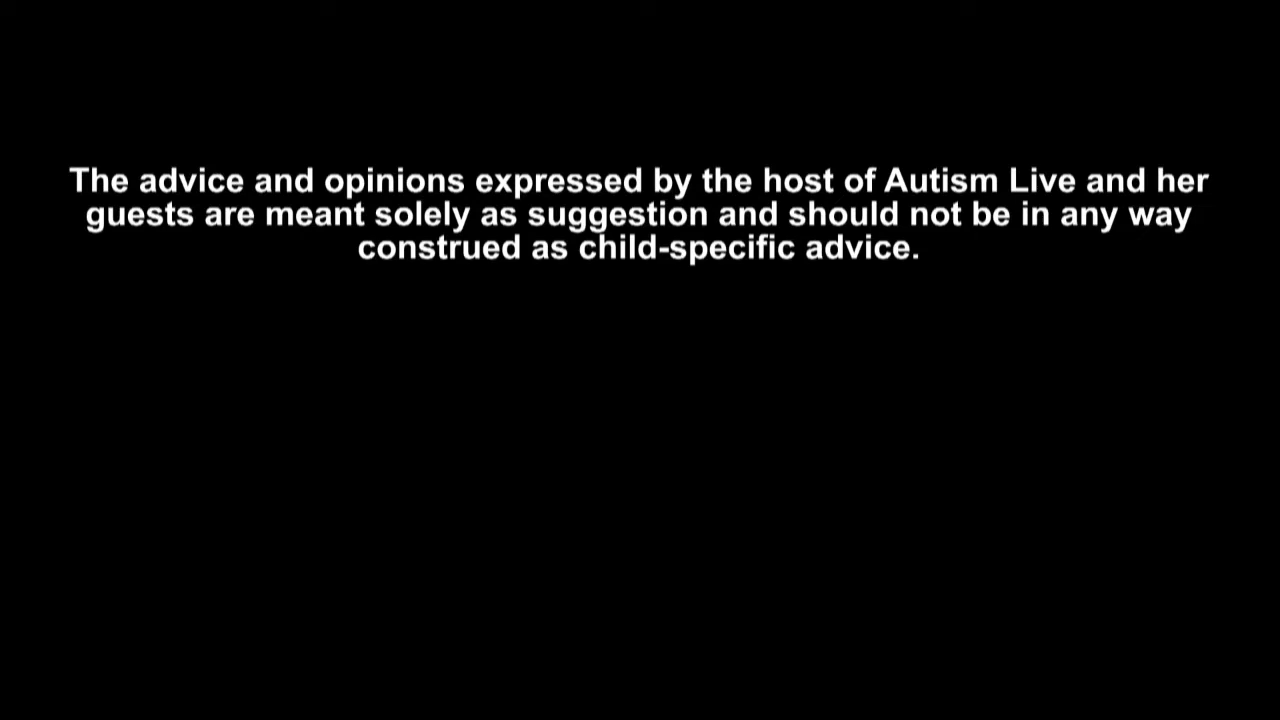 The advice and opinions expressed by the host of Autism Live and her
guests are meant solely as suggestion and should not be in any way
construed as child-specific advice.